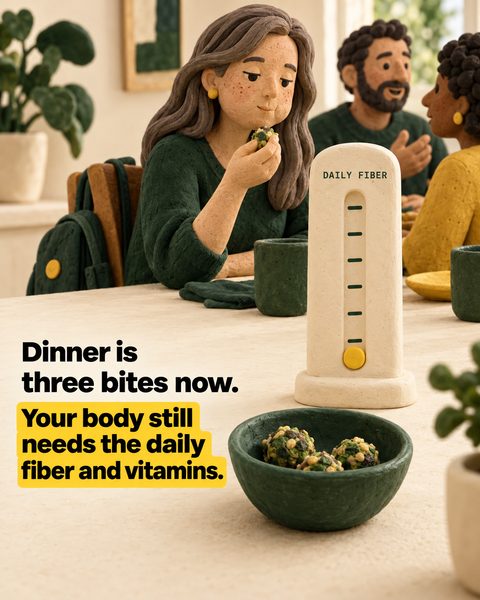 DAILY FIBER
Dinner is
three bites now.
Your body still
needs the daily
fiber and vitamins.